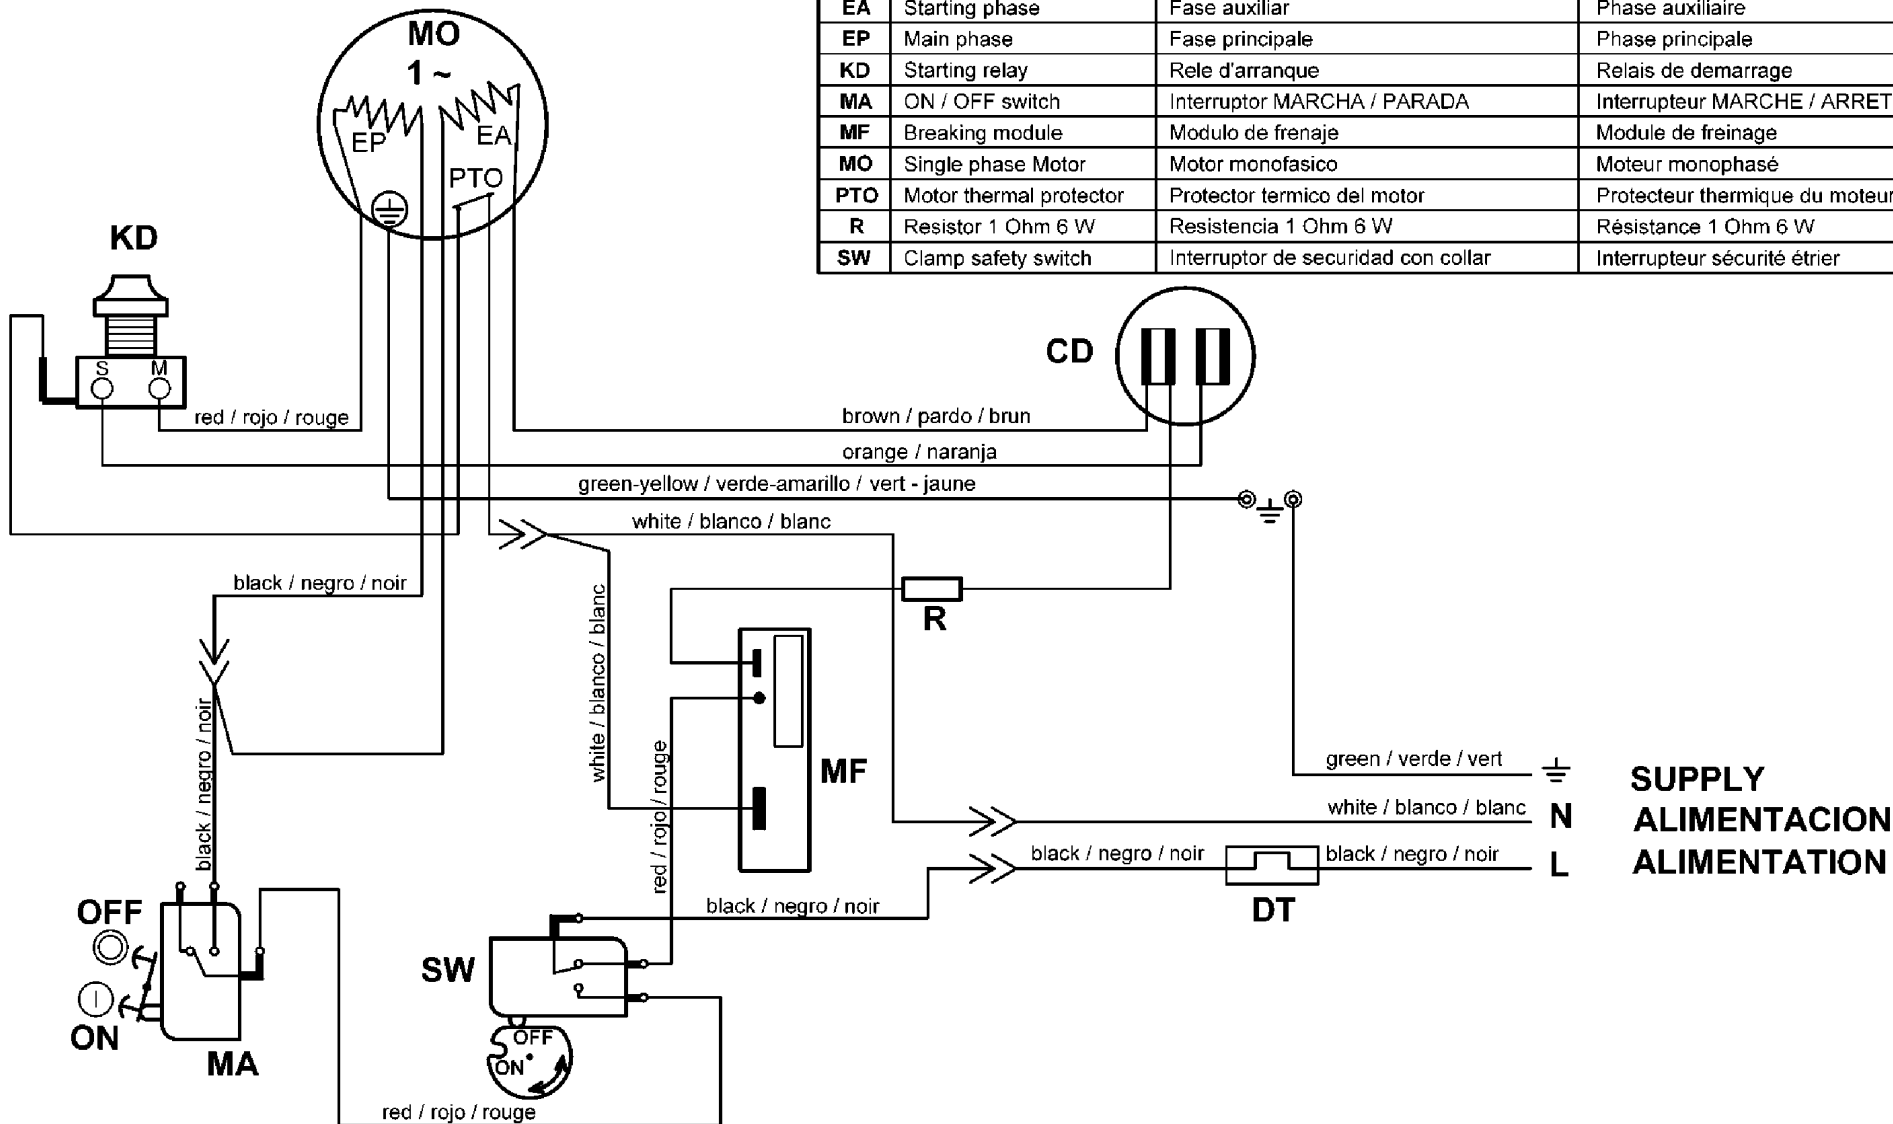 EA Starting phase Fase auxiliar Phase auxiliaire
EP Main phase Fase principale Phase principale
KD Starting relay Rele d'arranque Relais de demarrage
MA ON / OFF switch Interruptor MARCHA / PARADA Interrupteur MARCHE / ARRET
MF Breaking module Modulo de frenaje Module de freinage
MO Single phase Motor Motor monofasico Moteur monophasé
PTO Motor thermal protector Protector termico del motor Protecteur thermique du moteur
R Resistor 1 Ohm 6 W Resistencia 1 Ohm 6 W Résistance 1 Ohm 6 W
SW Clamp safety switch Interruptor de securidad con collar Interrupteur sécurité étrier
MO
1 ~
EP
EA
PTO
KD
S M
CD
red / rojo / rouge
brown / pardo / brun
orange / naranja
green-yellow / verde-amarillo / vert - jaune
white / blanco / blanc
black / negro / noir
R
white / blanco / blanc
black / negro / noir
red / rojo / rouge
MF
green / verde / vert
white / blanco / blanc N
black / negro / noir
black / negro / noir L
SUPPLY
ALIMENTACION
ALIMENTATION
DT
black / negro / noir
OFF
ON
MA
SW
OFF
ON
red / rojo / rouge